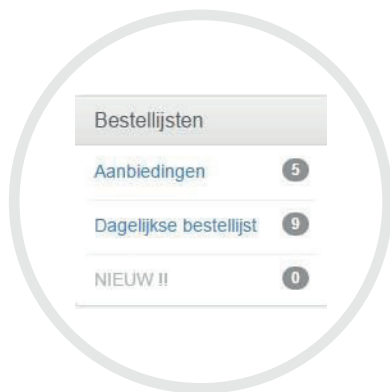 Bestellijsten
Aanbiedingen 5
Dagelijkse bestellijst 9
NIEUW !! 0